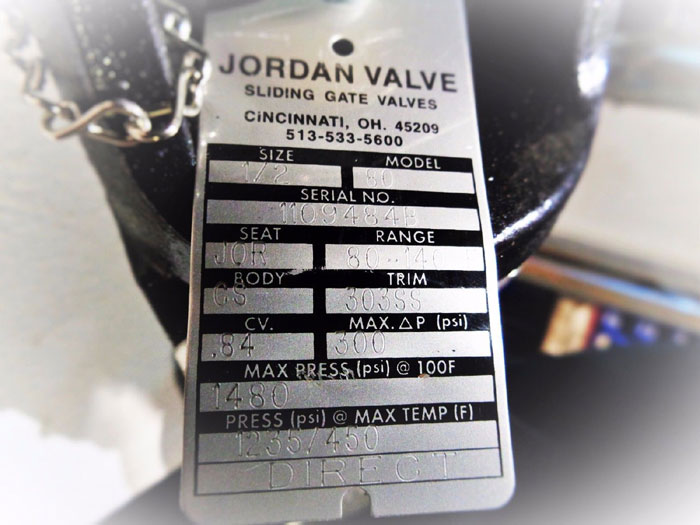 JORDAN VALVE
SLIDING GATE VALVES
CiNCINNATI, OH. 45209
513-533-5600
SIZE MODEL
1/2 80
SERIAL NO.
1109484B
SEAT RANGE
JOR 80-140
BODY TRIM
CS 303SS
CV. MAX. △P (psi)
.84 300
MAX PRESS (psi) @ 100F
1480
PRESS (psi) @ MAX TEMP (F)
1235/450
DIRECT